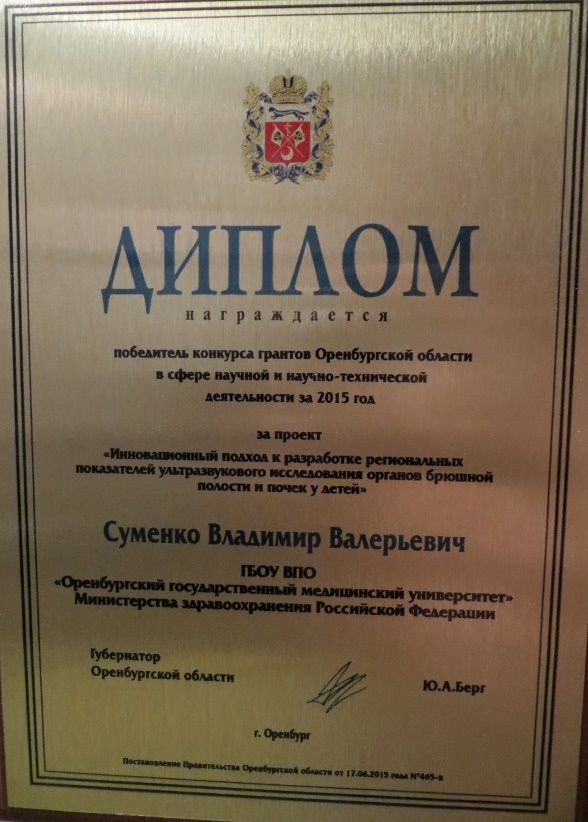 ДИПЛОМ
награждается
победитель конкурса грантов Оренбургской области
в сфере научной и научно-технической
деятельности за 2015 год
за проект
«Инновационный подход к разработке региональных
показателей ультразвукового исследования органов брюшной
полости и почек у детей»
Суменко Владимир Валерьевич
ГБОУ ВПО
«Оренбургский государственный медицинский университет»
Министерства здравоохранения Российской Федерации
Губернатор
Оренбургской области
Ю.А.Берг
г. Оренбург
Постановление Правительства Оренбургской области от 17.06.2015 года №465-п